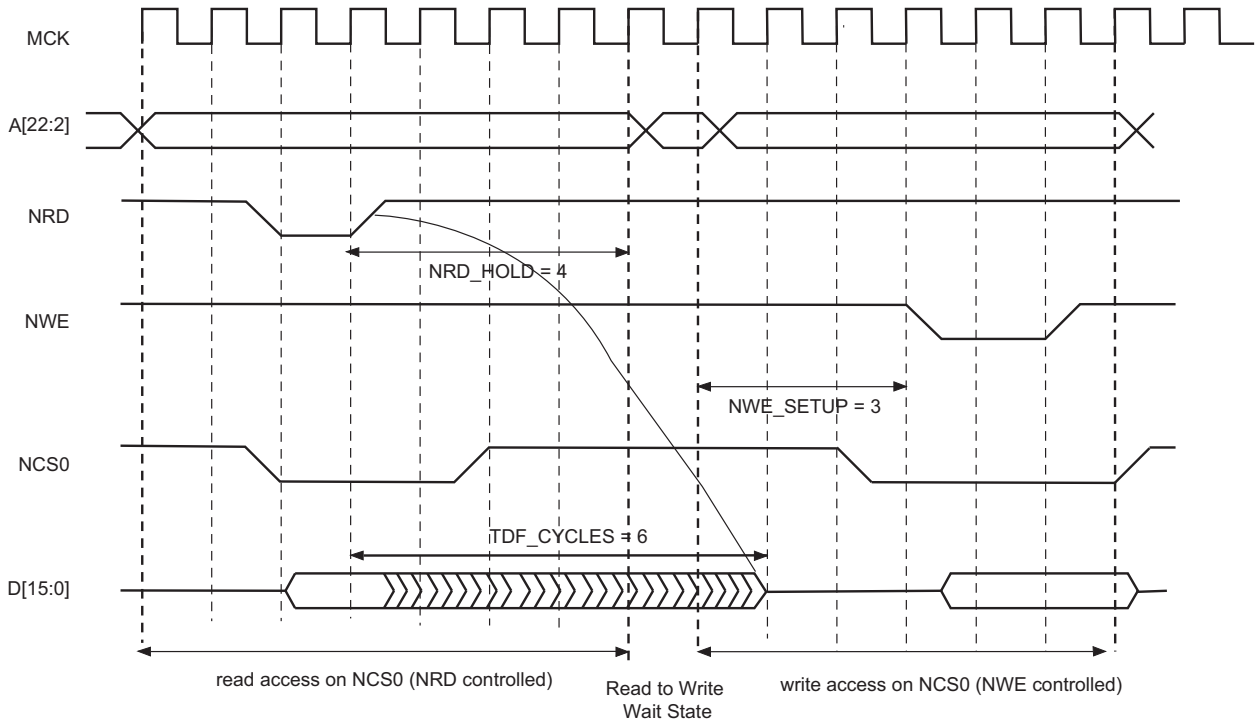 MCK
A[22:2]
NRD
NRD_HOLD = 4
NWE
NWE_SETUP = 3
NCS0
TDF_CYCLES = 6
D[15:0]
read access on NCS0 (NRD controlled)
Read to Write
Wait State
write access on NCS0 (NWE controlled)